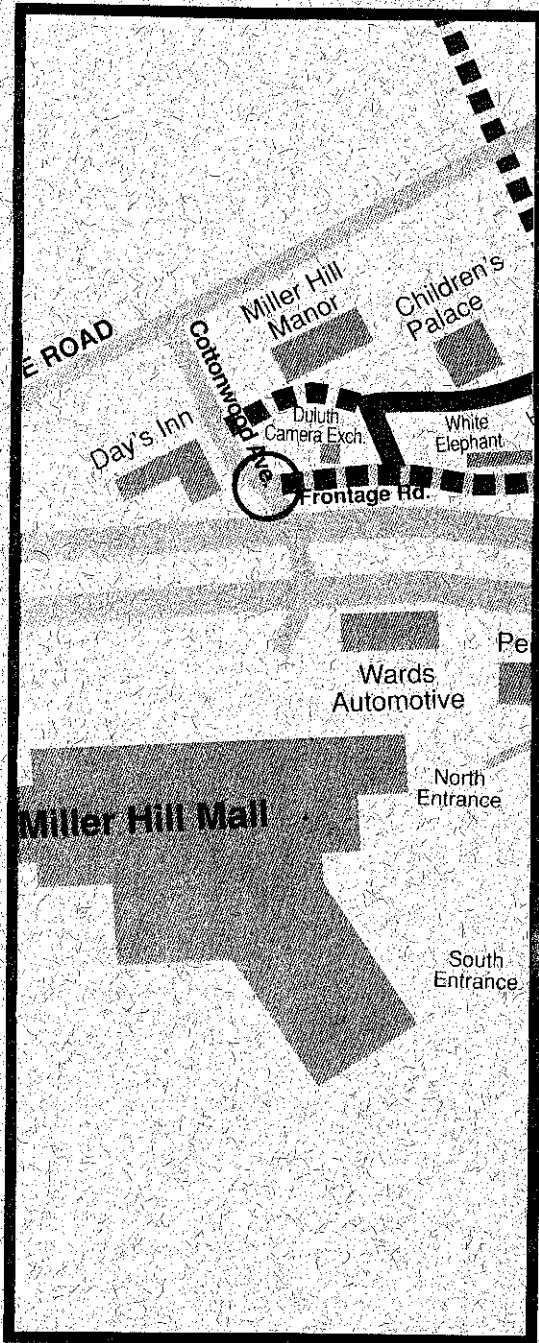 Miller Hill
Manor
Children's
Palace
E ROAD
Cottonwood Ave.
Day's Inn
Duluth
Camera Exch.
White
Elephant
Frontage Rd.
Wards
Automotive
Pe
North
Entrance
Miller Hill Mall
South
Entrance